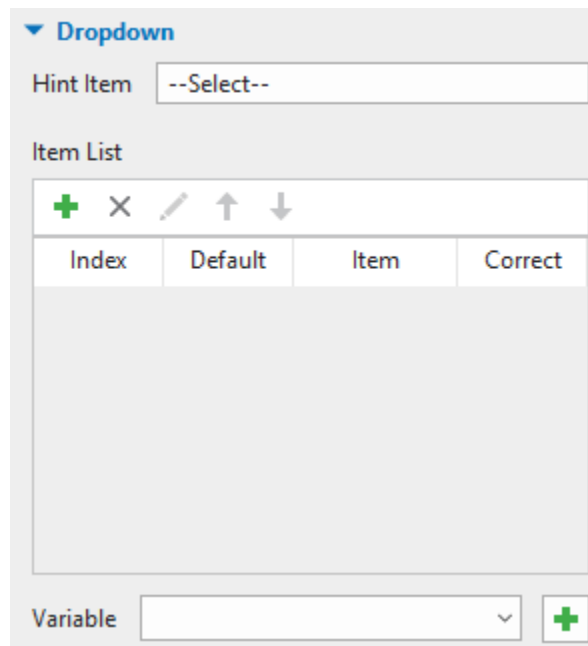 Dropdown
Hint Item --Select--
Item List
Index Default Item Correct
Variable